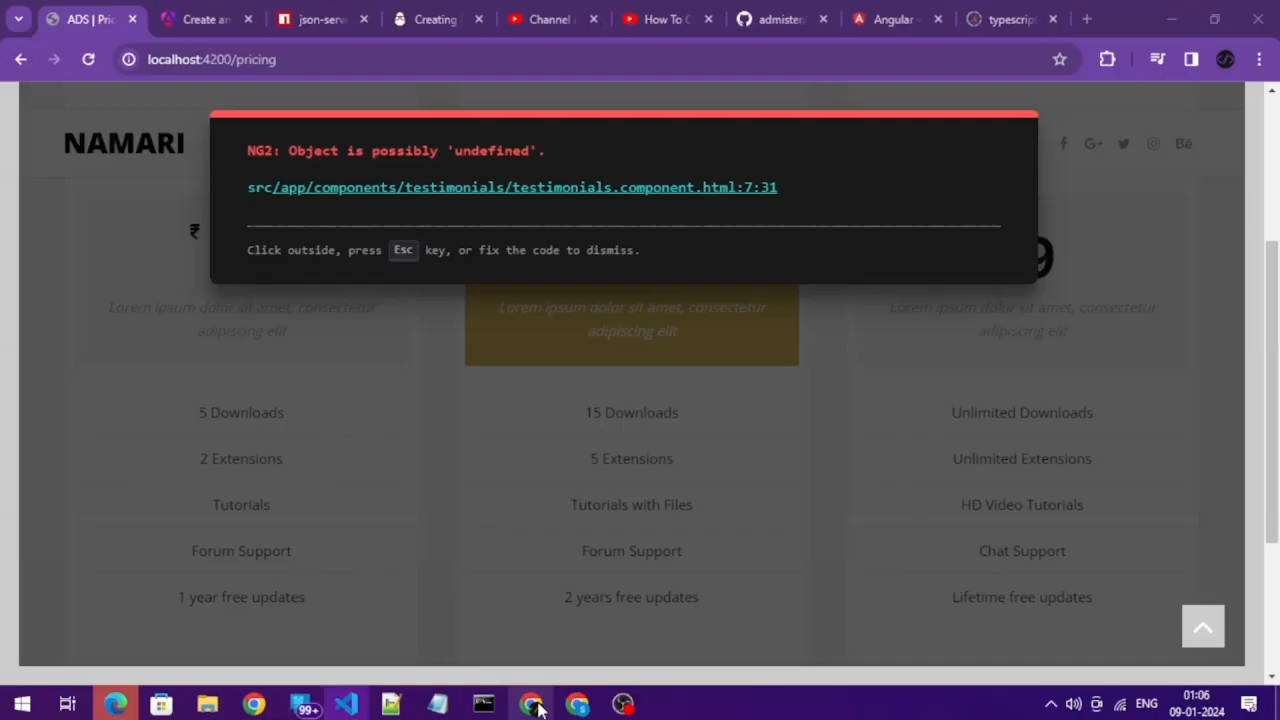 ADS | Pric
Create an
json-serv
Creating
Channel
How To C
admister
Angular
typescrip
localhost:4200/pricing
NAMARI
NG2: Object is possibly 'undefined'.
src/app/components/testimonials/testimonials.component.html:7:31
Click outside, press Esc key, or fix the code to dismiss.
₹
9
Lorem ipsum dolor sit amet, consectetur
adipiscing elit
Lorem ipsum dolor sit amet, consectetur
adipiscing elit
Lorem ipsum dolor sit amet, consectetur
adipiscing elit
5 Downloads
15 Downloads
Unlimited Downloads
2 Extensions
5 Extensions
Unlimited Extensions
Tutorials
Tutorials with Files
HD Video Tutorials
Forum Support
Forum Support
Chat Support
1 year free updates
2 years free updates
Lifetime free updates
99+
ENG
01:06
09-01-2024